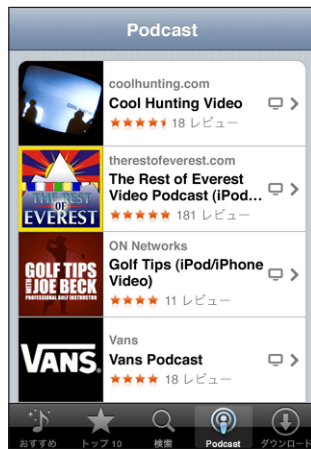 Podcast
coolhunting.com
Cool Hunting Video
18 レビュー
THE REST
OF
EVEREST
therestofeverest.com
The Rest of Everest
Video Podcast (iPod...
181 レビュー
GOLF TIPS
WITH JOE BECK
PROFESSIONAL GOLF INSTRUCTOR
ON Networks
Golf Tips (iPod/iPhone
Video)
11 レビュー
VANS
Vans
Vans Podcast
18 レビュー
おすすめ トップ 10 検索 Podcast ダウンロード